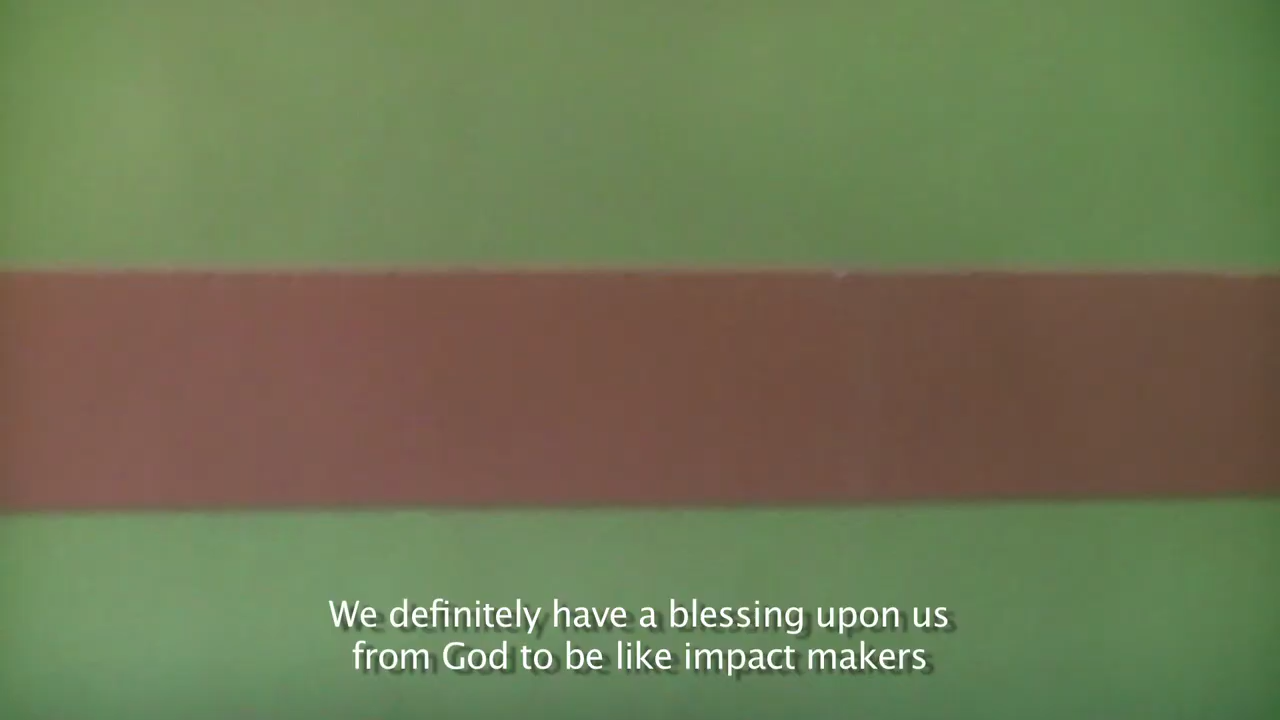 We definitely have a blessing upon us
from God to be like impact makers